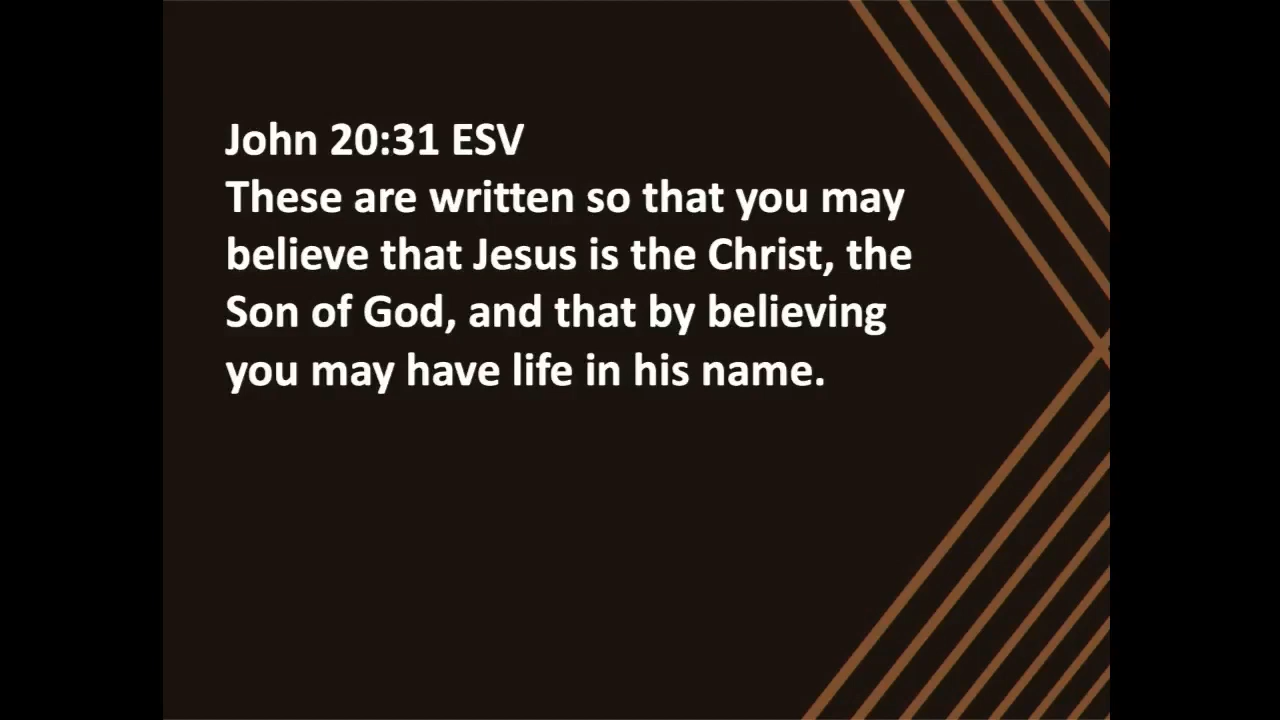 John 20:31 ESV
These are written so that you may
believe that Jesus is the Christ, the
Son of God, and that by believing
you may have life in his name.